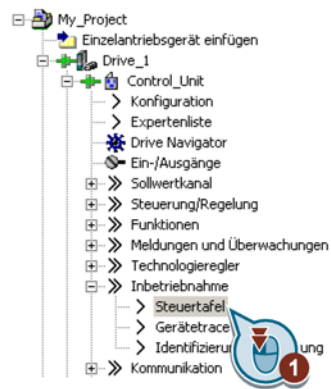 My_Project
Einzelantriebsgerät einfügen
Drive_1
Control_Unit
Konfiguration
Expertenliste
Drive Navigator
Ein-/Ausgänge
Sollwertkanal
Steuerung/Regelung
Funktionen
Meldungen und Überwachungen
Technologieregler
Inbetriebnahme
Steuertafel
Gerätetrace
1
Kommunikation